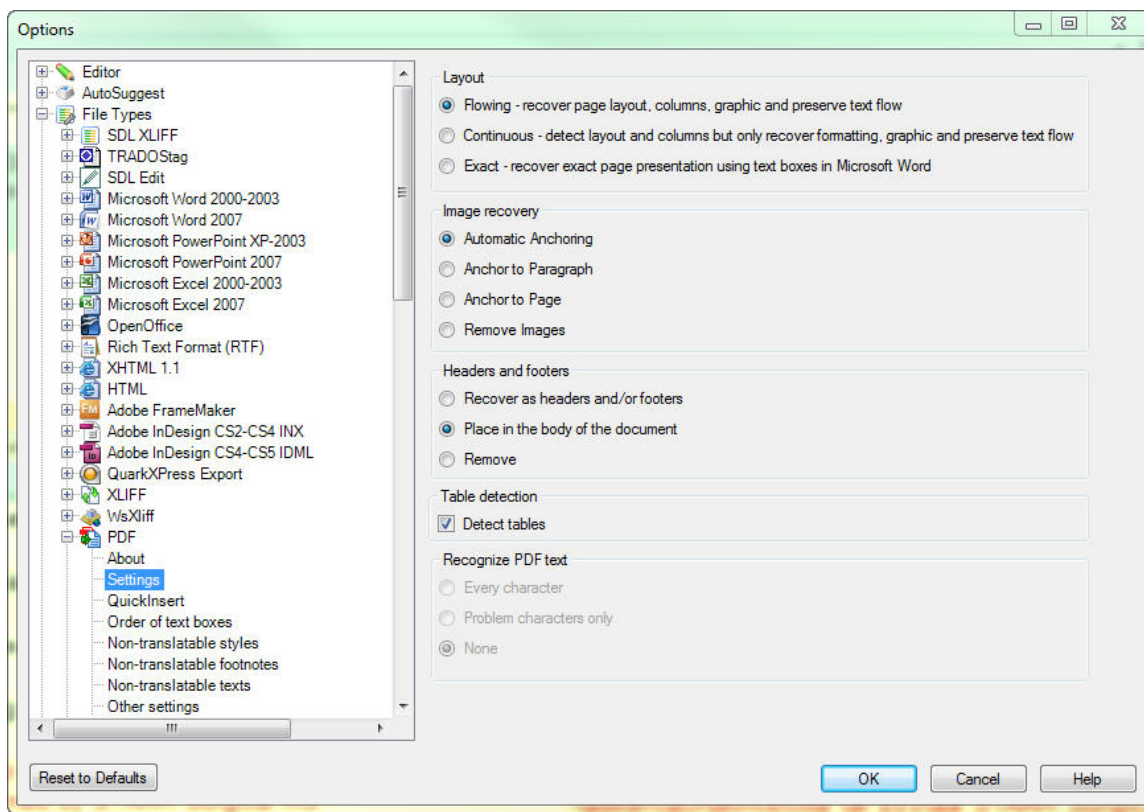 Options
Editor
AutoSuggest
File Types
SDL XLIFF
TRADOStag
SDL Edit
Microsoft Word 2000-2003
Microsoft Word 2007
Microsoft PowerPoint XP-2003
Microsoft PowerPoint 2007
Microsoft Excel 2000-2003
Microsoft Excel 2007
OpenOffice
Rich Text Format (RTF)
XHTML 1.1
HTML
Adobe FrameMaker
Adobe InDesign CS2-CS4 INX
Adobe InDesign CS4-CS5 IDML
QuarkXPress Export
XLIFF
WsXliff
PDF
About
Settings
QuickInsert
Order of text boxes
Non-translatable styles
Non-translatable footnotes
Non-translatable texts
Other settings
Layout
Flowing - recover page layout, columns, graphic and preserve text flow
Continuous - detect layout and columns but only recover formatting, graphic and preserve text flow
Exact - recover exact page presentation using text boxes in Microsoft Word
Image recovery
Automatic Anchoring
Anchor to Paragraph
Anchor to Page
Remove Images
Headers and footers
Recover as headers and/or footers
Place in the body of the document
Remove
Table detection
Detect tables
Recognize PDF text
Every character
Problem characters only
None
Reset to Defaults
OK
Cancel
Help